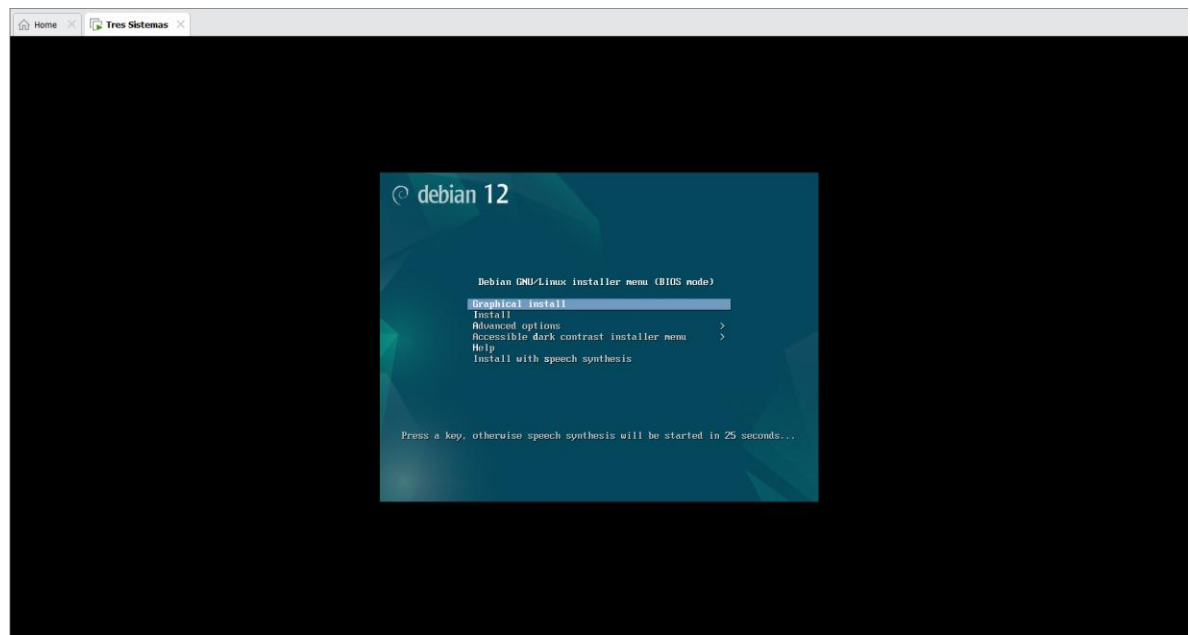 Home
Tres Sistemas
debian 12
Debian GNU/Linux installer menu (BIOS mode)
Graphical install
Install
Advanced options >
Accessible dark contrast installer menu >
Help
Install with speech synthesis
Press a key, otherwise speech synthesis will be started in 25 seconds...